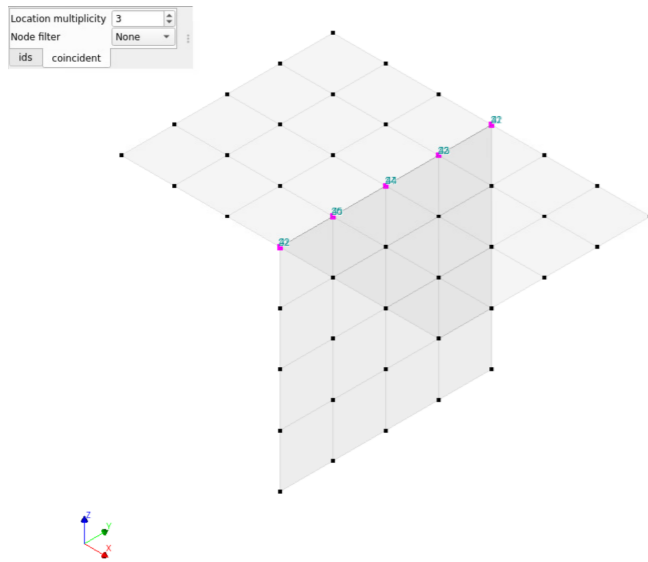 Location multiplicity 3
Node filter None
ids coincident
Z
Y
X